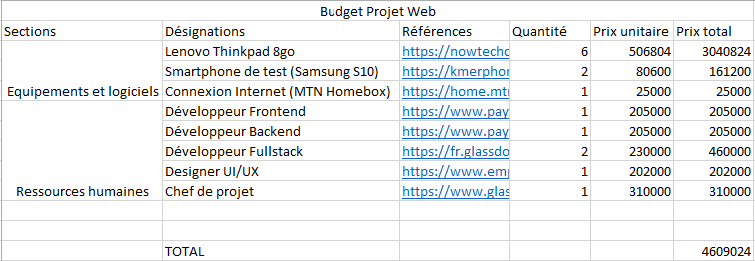 Budget Projet Web
Sections Désignations Références Quantité Prix unitaire Prix total
Lenovo Thinkpad 8go https://nowtechc 6 506804 3040824
Smartphone de test (Samsung S10) https://kmerphor 2 80600 161200
Equipements et logiciels Connexion Internet (MTN Homebox) https://home.mtn 1 25000 25000
Développeur Frontend https://www.pay 1 205000 205000
Développeur Backend https://www.pay 1 205000 205000
Développeur Fullstack https://fr.glassdo 2 230000 460000
Designer UI/UX https://www.emp 1 202000 202000
Ressources humaines Chef de projet https://www.glas 1 310000 310000
TOTAL 4609024